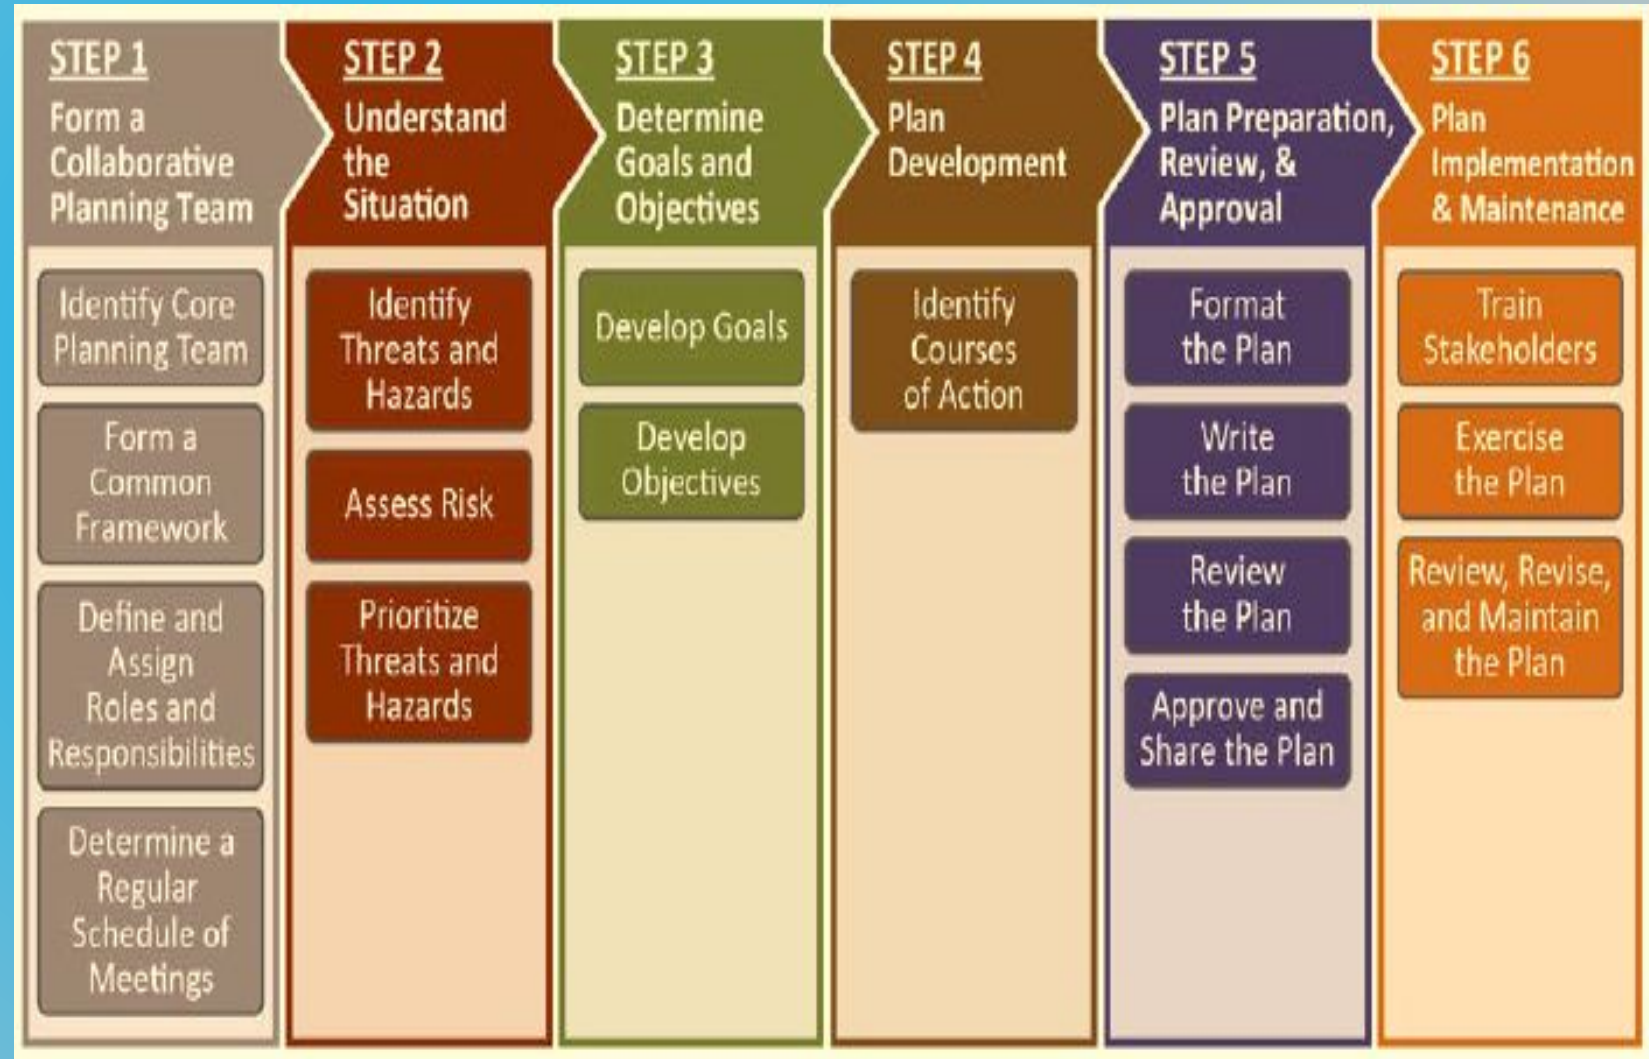 STEP 1
Form a
Collaborative
Planning Team
Identify Core
Planning Team
Form a
Common
Framework
Define and
Assign
Roles and
Responsibilities
Determine a
Regular
Schedule of
Meetings
STEP 2
Understand
the
Situation
Identify
Threats and
Hazards
Assess Risk
Prioritize
Threats and
Hazards
STEP 3
Determine
Goals and
Objectives
Develop Goals
Develop
Objectives
STEP 4
Plan
Development
Identify
Courses
of Action
STEP 5
Plan Preparation,
Review, &
Approval
Format
the Plan
Write
the Plan
Review
the Plan
Approve and
Share the Plan
STEP 6
Plan
Implementation
& Maintenance
Train
Stakeholders
Exercise
the Plan
Review, Revise,
and Maintain
the Plan